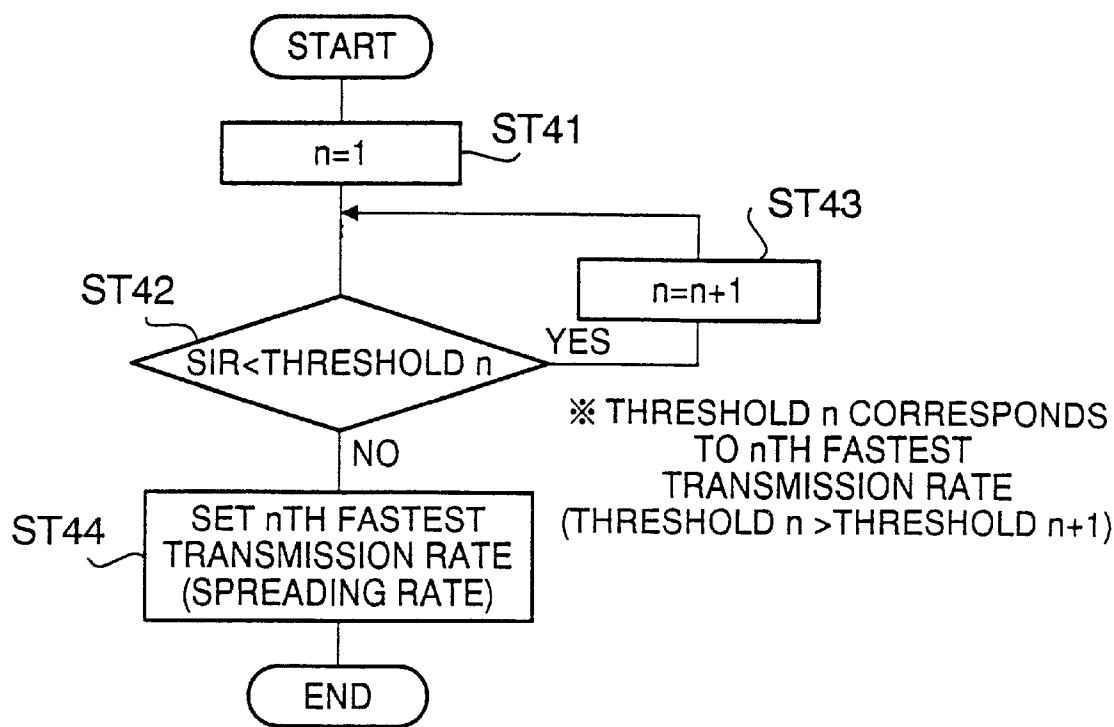 START
n=1
ST41
ST43
n=n+1
ST42
SIR<THRESHOLD n
YES
NO
※ THRESHOLD n CORRESPONDS
TO nTH FASTEST
TRANSMISSION RATE
(THRESHOLD n >THRESHOLD n+1)
ST44
SET nTH FASTEST
TRANSMISSION RATE
(SPREADING RATE)
END